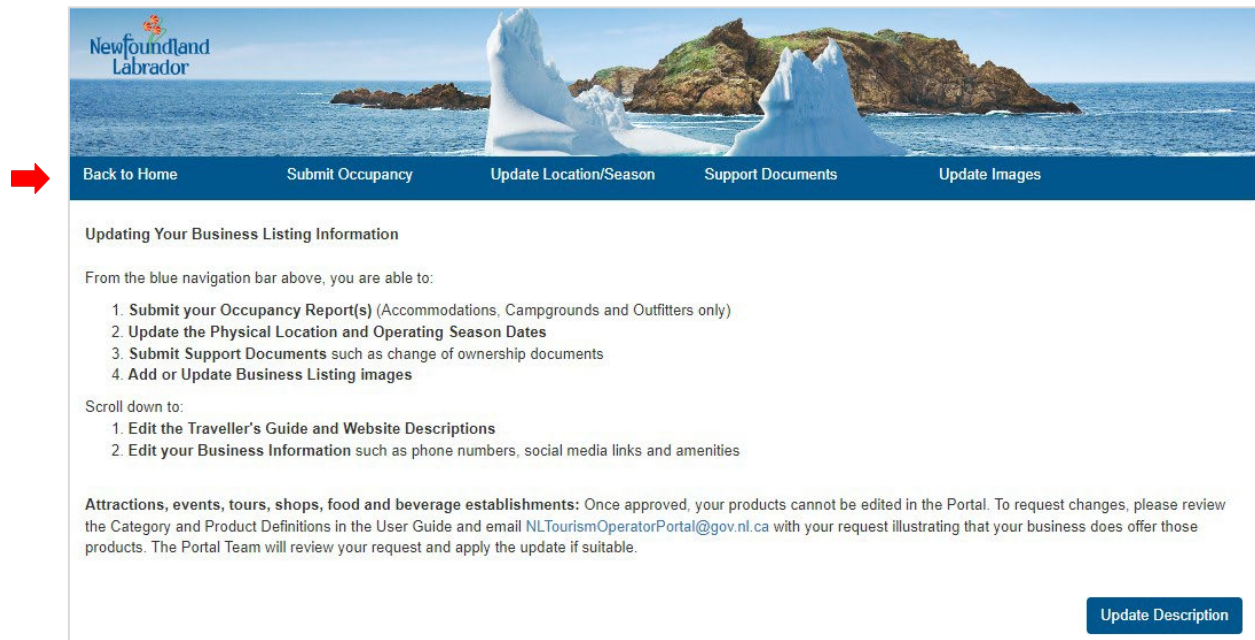 Newfoundland
Labrador
Back to Home Submit Occupancy Update Location/Season Support Documents Update Images
Updating Your Business Listing Information
From the blue navigation bar above, you are able to:
1. Submit your Occupancy Report(s) (Accommodations, Campgrounds and Outfitters only)
2. Update the Physical Location and Operating Season Dates
3. Submit Support Documents such as change of ownership documents
4. Add or Update Business Listing images
Scroll down to:
1. Edit the Traveller's Guide and Website Descriptions
2. Edit your Business Information such as phone numbers, social media links and amenities
Attractions, events, tours, shops, food and beverage establishments: Once approved, your products cannot be edited in the Portal. To request changes, please review
the Category and Product Definitions in the User Guide and email NLTourismOperatorPortal@gov.nl.ca with your request illustrating that your business does offer those
products. The Portal Team will review your request and apply the update if suitable.
Update Description